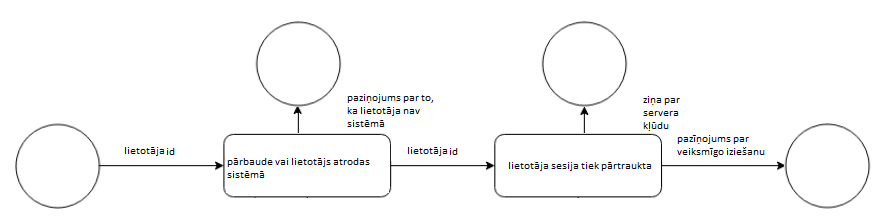 lietotāja id
pārbaude vai lietotājs atrodas
sistēmā
paziņojums par to,
ka lietotāja nav
sistēmā
lietotāja id
lietotāja sesija tiek pārtraukta
ziņa par
servera
kļūdu
pazīņojums par
veiksmīgo iziešanu